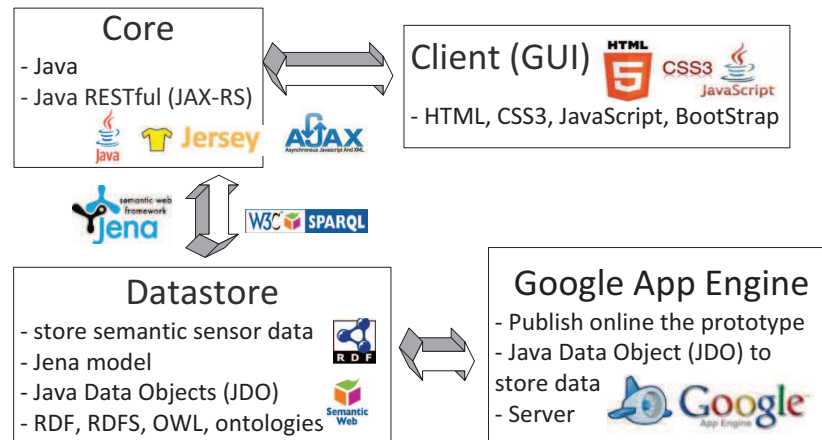 Core
- Java
- Java RESTful (JAX-RS)
Java
Jersey
AJAX
Asynchronous Javascript And XML
Client (GUI)
HTML
5
CSS3
JavaScript
- HTML, CSS3, JavaScript, BootStrap
semantic web
framework
Jena
W3C
SPARQL
Datastore
- store semantic sensor data
- Jena model
- Java Data Objects (JDO)
- RDF, RDFS, OWL, ontologies
RDF
Semantic
Web
Google App Engine
- Publish online the prototype
- Java Data Object (JDO) to
store data
- Server
Google
App Engine